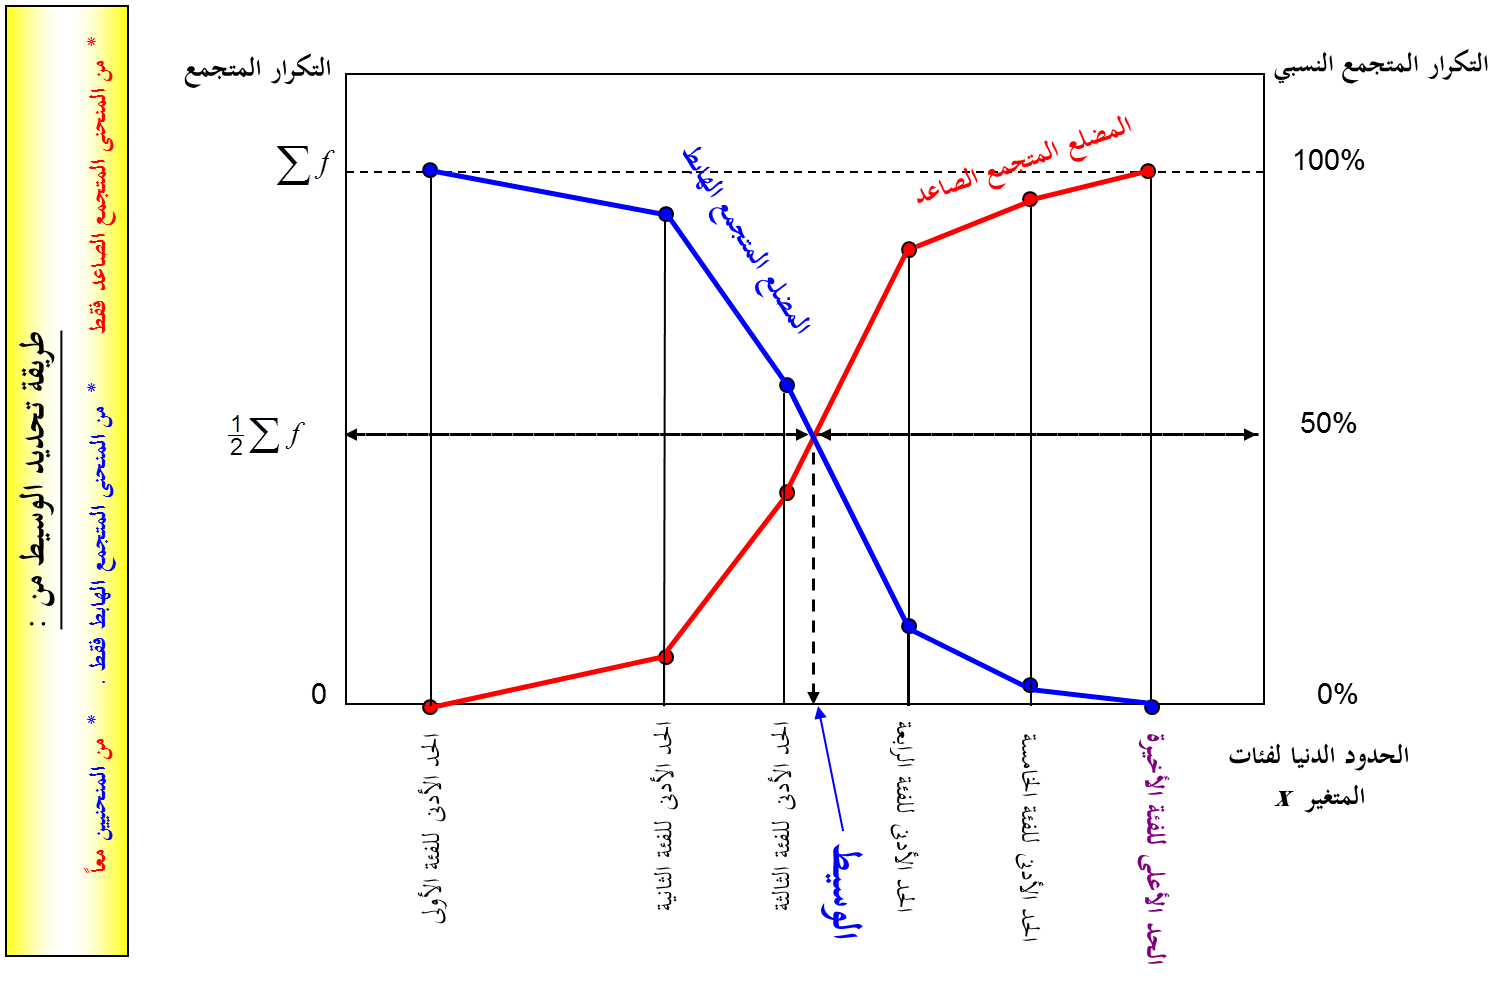 طريقة تحديد الوسيط من :
* من المنحنى المتجمع الصاعد فقط
* من المنحنى المتجمع الهابط فقط .
* من المنحنيين معاً
التكرار المتجمع
التكرار المتجمع النسبي
المضلع المتجمع الهابط
المضلع المتجمع الصاعد
∑ f
100%
½ ∑ f
50%
0
0%
الحد الأدنى للفئة الأولى
الحد الأدنى للفئة الثانية
الحد الأدنى للفئة الثالثة
الوسيط
الحد الأدنى للفئة الرابعة
الحد الأدنى للفئة الخامسة
الحد الأعلى للفئة الأخيرة
الحدود الدنيا لفئات
المتغير x